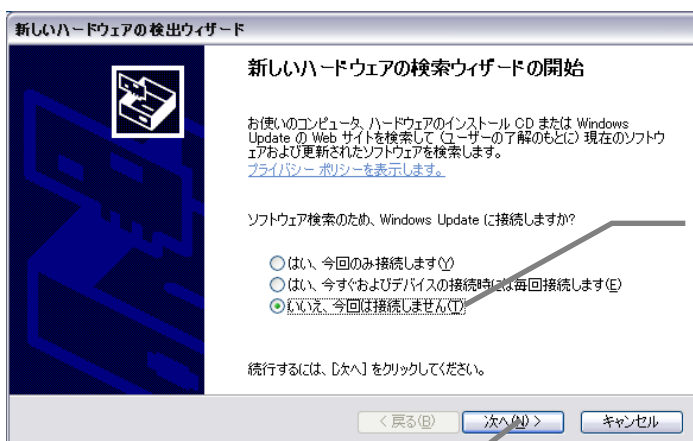 新しいハードウェアの検出ウィザード
新しいハードウェアの検索ウィザードの開始
お使いのコンピュータ、ハードウェアのインストール CD または Windows
Update の Web サイトを検索して (ユーザーの了解のもとに) 現在のソフトウ
ェアおよび更新されたソフトウェアを検索します。
プライバシー ポリシーを表示します。
ソフトウェア検索のため、Windows Update に接続しますか?
はい、今回のみ接続します(Y)
はい、今すぐおよびデバイスの接続時には毎回接続します(E)
いいえ、今回は接続しません(T)
続行するには、[次へ] をクリックしてください。
< 戻る(B) 次へ(N) > キャンセル